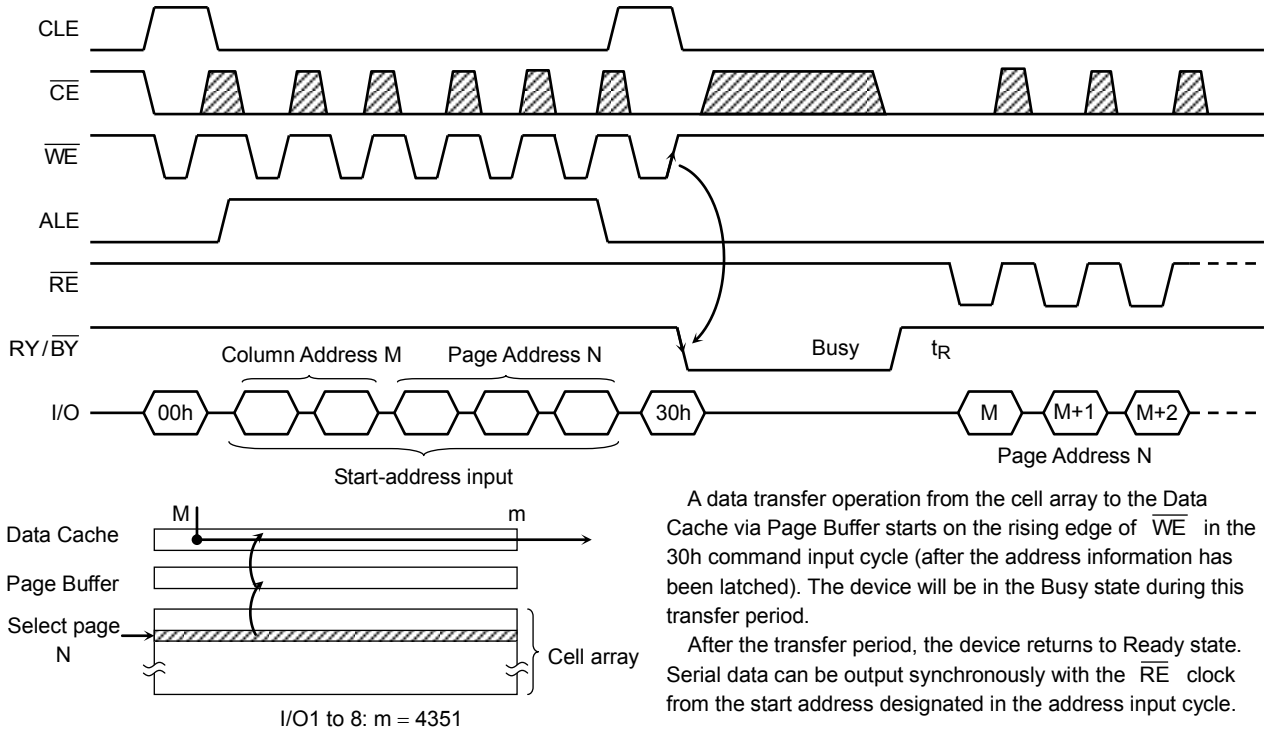 CLE
CE
WE
ALE
RE
RY/BY Busy tR
Column Address M Page Address N
I/O 00h 30h M M+1 M+2
Start-address input
Page Address N
M m
Data Cache
Page Buffer
Select page
N
Cell array
I/O1 to 8: m = 4351
A data transfer operation from the cell array to the Data
Cache via Page Buffer starts on the rising edge of WE in the
30h command input cycle (after the address information has
been latched). The device will be in the Busy state during this
transfer period.
After the transfer period, the device returns to Ready state.
Serial data can be output synchronously with the RE clock
from the start address designated in the address input cycle.